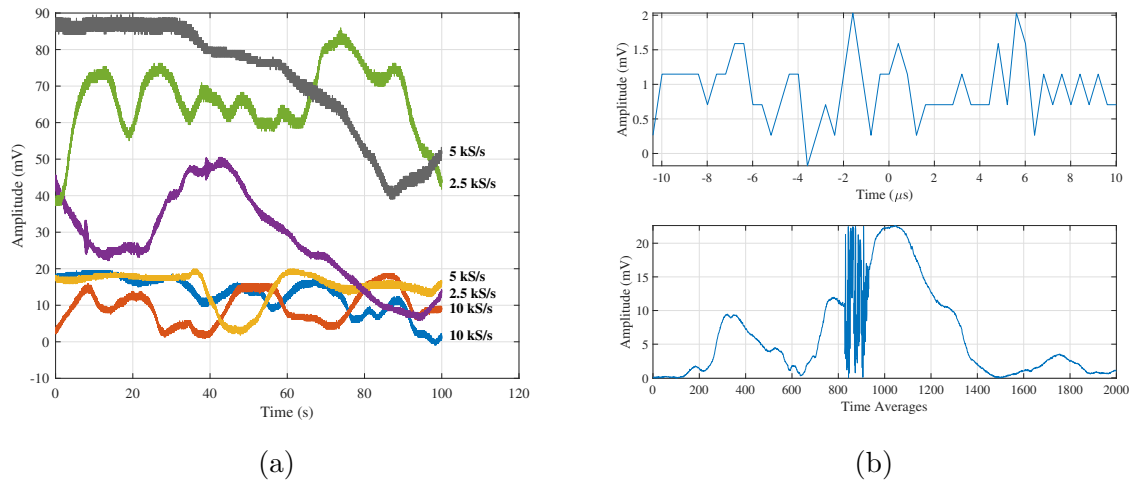 90
80
70
60
50
40
30
20
10
0
-10
Amplitude (mV)
5 kS/s
2.5 kS/s
5 kS/s
2.5 kS/s
10 kS/s
10 kS/s
0 20 40 60 80 100 120
Time (s)
(a)
2
1.5
1
0.5
0
Amplitude (mV)
-10 -8 -6 -4 -2 0 2 4 6 8 10
Time (μs)
20
10
0
Amplitude (mV)
0 200 400 600 800 1000 1200 1400 1600 1800 2000
Time Averages
(b)